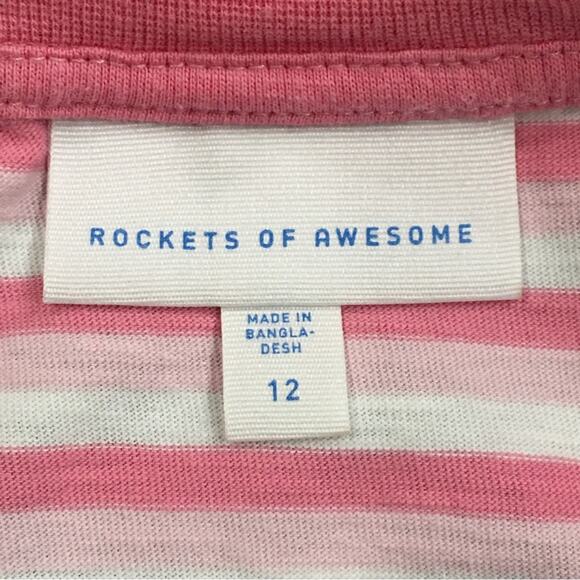 ROCKETS OF AWESOME
MADE IN
BANGLA-
DESH
12